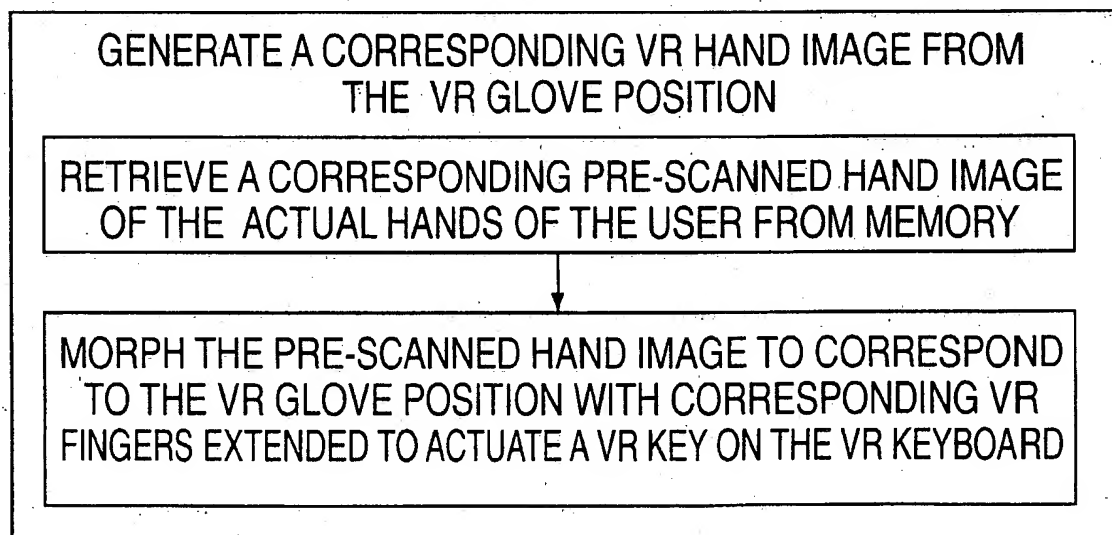 GENERATE A CORRESPONDING VR HAND IMAGE FROM
THE VR GLOVE POSITION
RETRIEVE A CORRESPONDING PRE-SCANNED HAND IMAGE
OF THE ACTUAL HANDS OF THE USER FROM MEMORY
MORPH THE PRE-SCANNED HAND IMAGE TO CORRESPOND
TO THE VR GLOVE POSITION WITH CORRESPONDING VR
FINGERS EXTENDED TO ACTUATE A VR KEY ON THE VR KEYBOARD